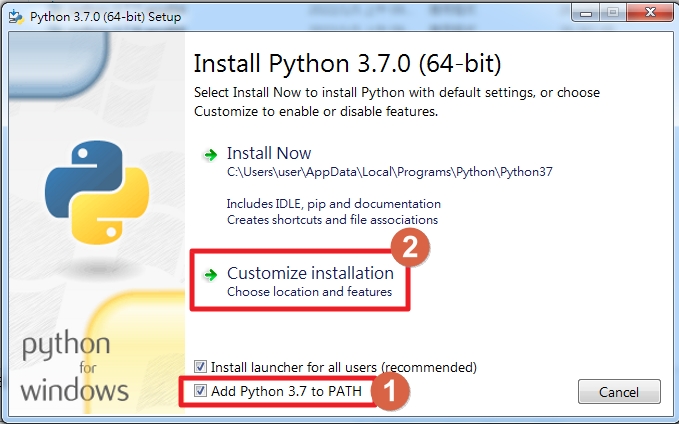 Python 3.7.0 (64-bit) Setup
Install Python 3.7.0 (64-bit)
Select Install Now to install Python with default settings, or choose
Customize to enable or disable features.
Install Now
C:\Users\user\AppData\Local\Programs\Python\Python37
Includes IDLE, pip and documentation
Creates shortcuts and file associations
2
Customize installation
Choose location and features
python
for
windows
Install launcher for all users (recommended)
Add Python 3.7 to PATH
1
Cancel